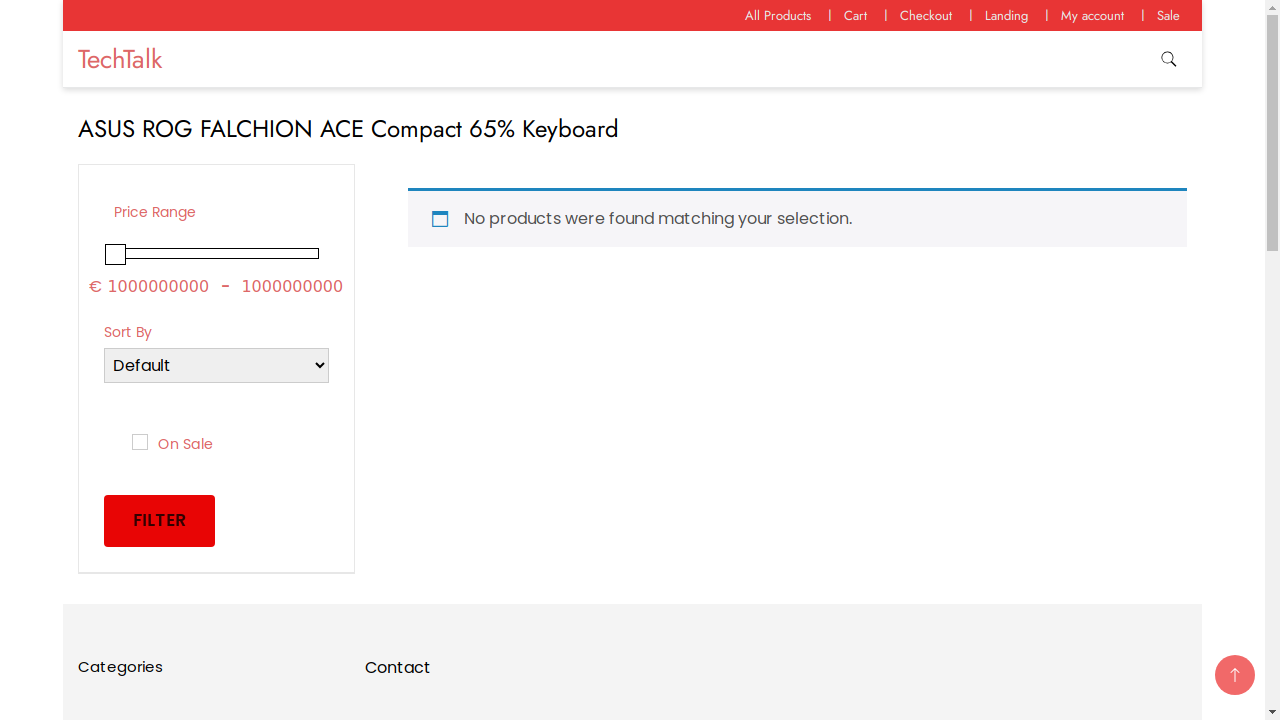 All Products | Cart | Checkout | Landing | My account | Sale
TechTalk
ASUS ROG FALCHION ACE Compact 65% Keyboard
Price Range
€ 1000000000 - 1000000000
Sort By
Default
On Sale
FILTER
No products were found matching your selection.
Categories
Contact